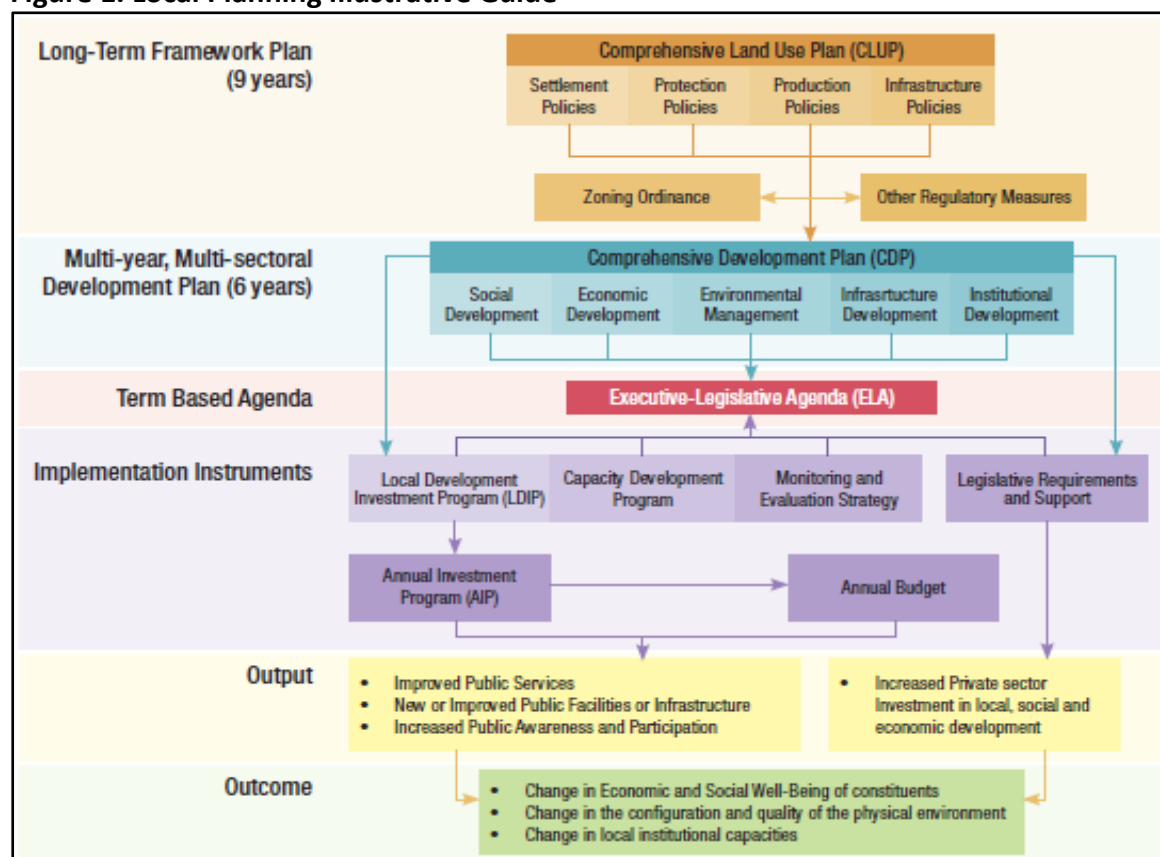 Figure 1. Local Planning Illustrative Guide
Long-Term Framework Plan
(9 years)
Comprehensive Land Use Plan (CLUP)
Settlement
Policies
Protection
Policies
Production
Policies
Infrastructure
Policies
Zoning Ordinance
Other Regulatory Measures
Multi-year, Multi-sectoral
Development Plan (6 years)
Comprehensive Development Plan (CDP)
Social
Development
Economic
Development
Environmental
Management
Infrasrtucture
Development
Institutional
Development
Term Based Agenda
Executive-Legislative Agenda (ELA)
Implementation Instruments
Local Development
Investment Program (LDIP)
Capacity Development
Program
Monitoring and
Evaluation Strategy
Legislative Requirements
and Support
Annual Investment
Program (AIP)
Annual Budget
Output
• Improved Public Services
• New or Improved Public Facilities or Infrastructure
• Increased Public Awareness and Participation
• Increased Private sector
Investment in local, social and
economic development
Outcome
• Change in Economic and Social Well-Being of constituents
• Change in the configuration and quality of the physical environment
• Change in local institutional capacities